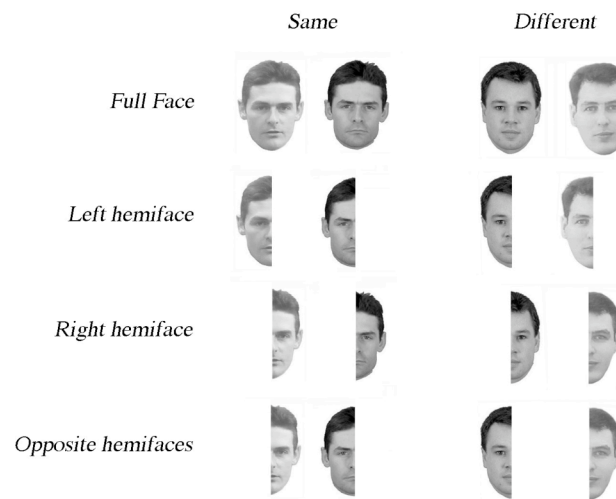 Same Different
Full Face
Left hemiface
Right hemiface
Opposite hemifaces